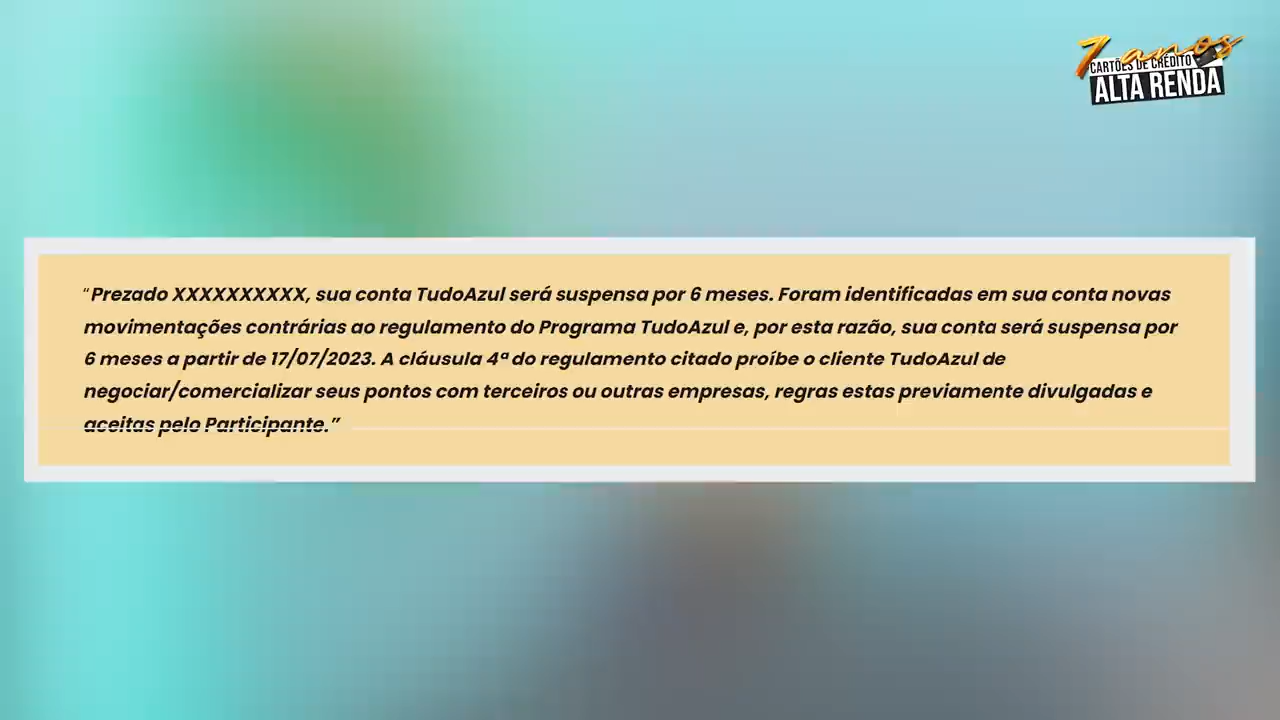 7 anos
CARTÕES DE CRÉDITO
ALTA RENDA
“Prezado XXXXXXXXXX, sua conta TudoAzul será suspensa por 6 meses. Foram identificadas em sua conta novas
movimentações contrárias ao regulamento do Programa TudoAzul e, por esta razão, sua conta será suspensa por
6 meses a partir de 17/07/2023. A cláusula 4ª do regulamento citado proíbe o cliente TudoAzul de
negociar/comercializar seus pontos com terceiros ou outras empresas, regras estas previamente divulgadas e
aceitas pelo Participante.”